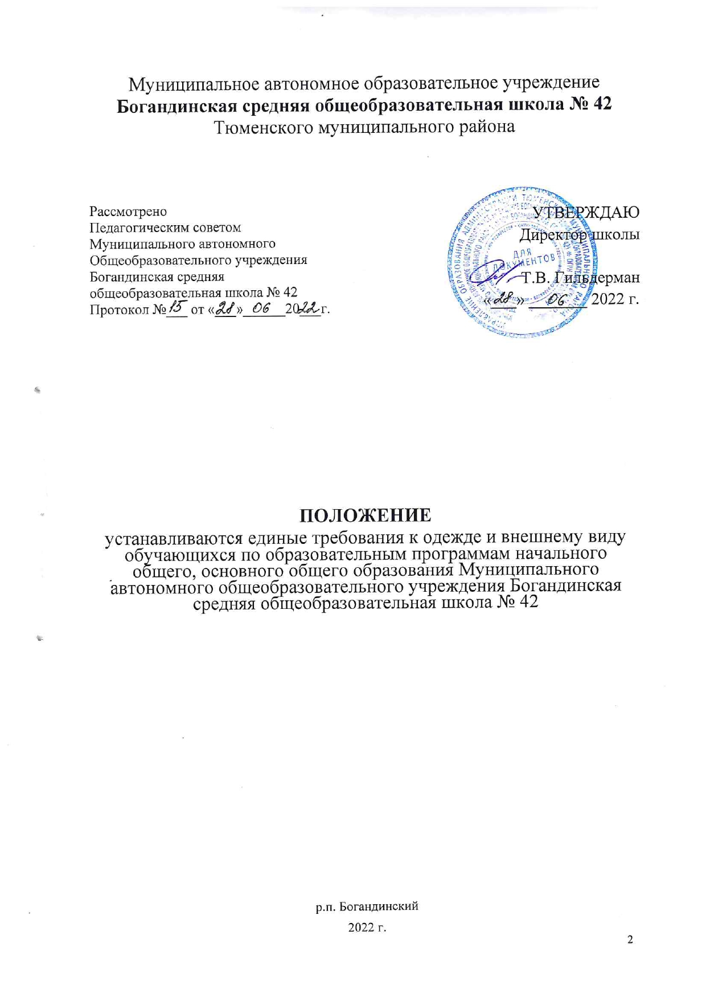 Муниципальное автономное образовательное учреждение
Богандинская средняя общеобразовательная школа № 42
Тюменского муниципального района
Рассмотрено
Педагогическим советом
Муниципального автономного
Общеобразовательного учреждения
Богандинская средняя
общеобразовательная школа № 42
Протокол № 15 от «28» 06 2022 г.
УТВЕРЖДАЮ
Директор школы
Т.В. Гильдерман
«28» 06 2022 г.
ДЛЯ
ДОКУМЕНТОВ
ПОЛОЖЕНИЕ
устанавливаются единые требования к одежде и внешнему виду
обучающихся по образовательным программам начального
общего, основного общего образования Муниципального
автономного общеобразовательного учреждения Богандинская
средняя общеобразовательная школа № 42
р.п. Богандинский
2022 г.
2